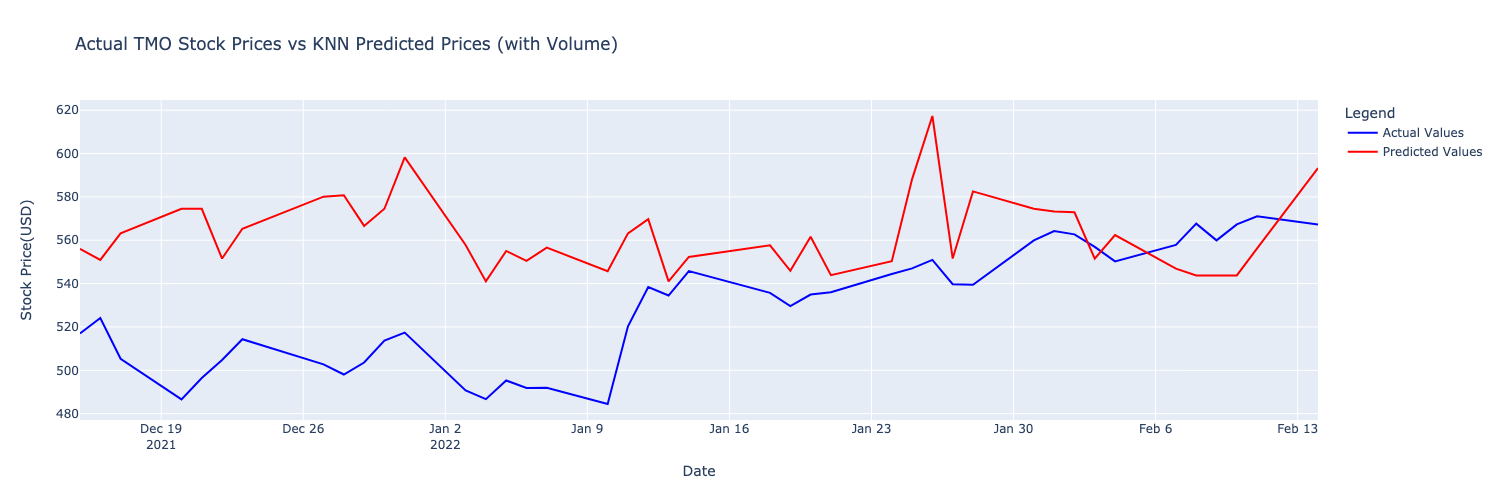 Actual TMO Stock Prices vs KNN Predicted Prices (with Volume)
Legend
Actual Values
Predicted Values
Stock Price(USD)
620
600
580
560
540
520
500
480
Dec 19
2021
Dec 26
Jan 2
2022
Jan 9
Jan 16
Jan 23
Jan 30
Feb 6
Feb 13
Date